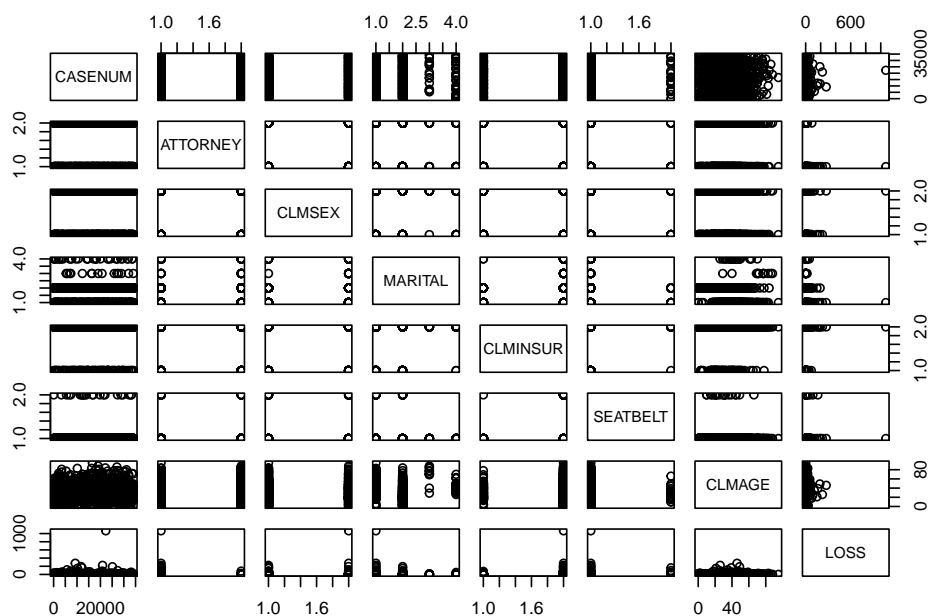 1.0 1.6 1.0 2.5 4.0 1.0 1.6 0 600
CASENUM 0 35000
1.0 2.0 ATTORNEY
CLMSEX 1.0 2.0
1.0 4.0 MARITAL
CLMINSUR 1.0 2.0
1.0 2.0 SEATBELT
CLMAGE 0 80
0 1000 LOSS
0 20000 1.0 1.6 1.0 1.6 0 40